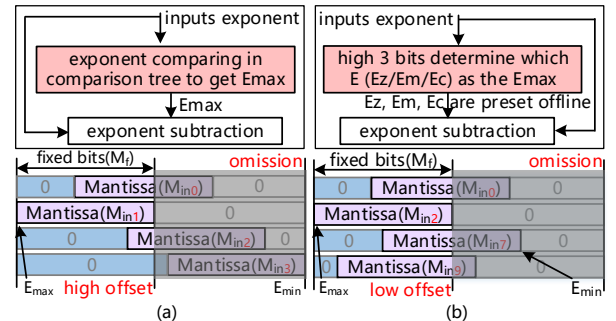 inputs exponent
exponent comparing in
comparison tree to get Emax
Emax
exponent subtraction
fixed bits(Mf)
omission
0 Mantissa(Min0) 0
Mantissa(Min1) 0
0 Mantissa(Min2) 0
0 Mantissa(Min3)
Emax high offset Emin
(a)
inputs exponent
high 3 bits determine which
E (Ez/Em/Ec) as the Emax
Ez, Em, Ec are preset offline
exponent subtraction
fixed bits(Mf)
omission
0 Mantissa(Min0) 0
Mantissa(Min2) 0
0 Mantissa(Min7) 0
0 Mantissa(Min9) 0
Emax low offset Emin
(b)